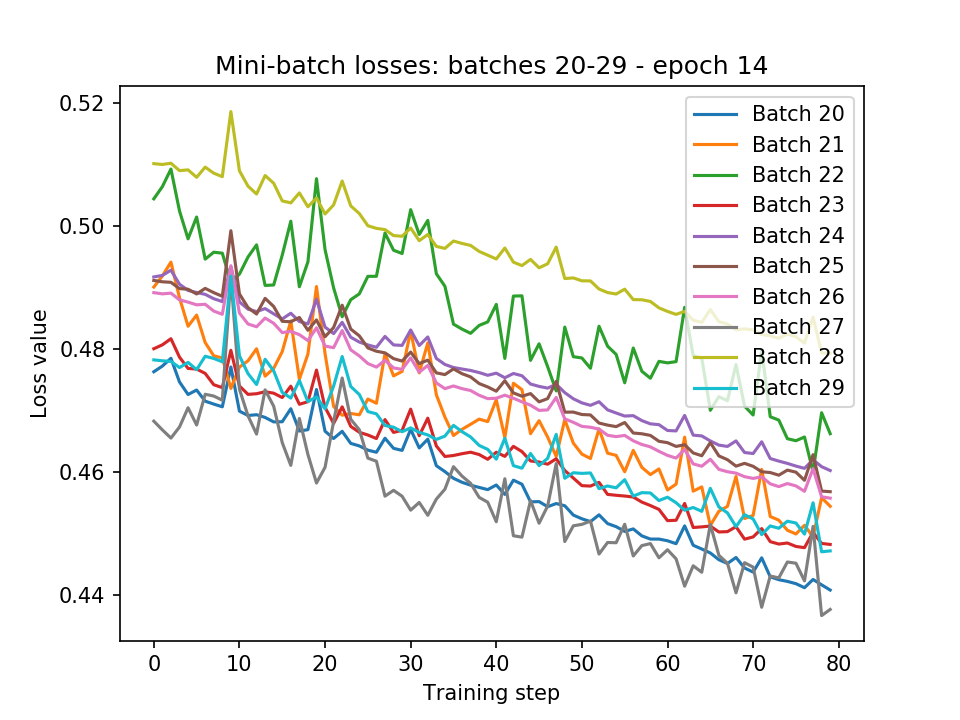 Mini-batch losses: batches 20-29 - epoch 14
0.52
0.50
0.48
0.46
0.44
Loss value
0
10
20
30
40
50
60
70
80
Training step
Batch 20
Batch 21
Batch 22
Batch 23
Batch 24
Batch 25
Batch 26
Batch 27
Batch 28
Batch 29